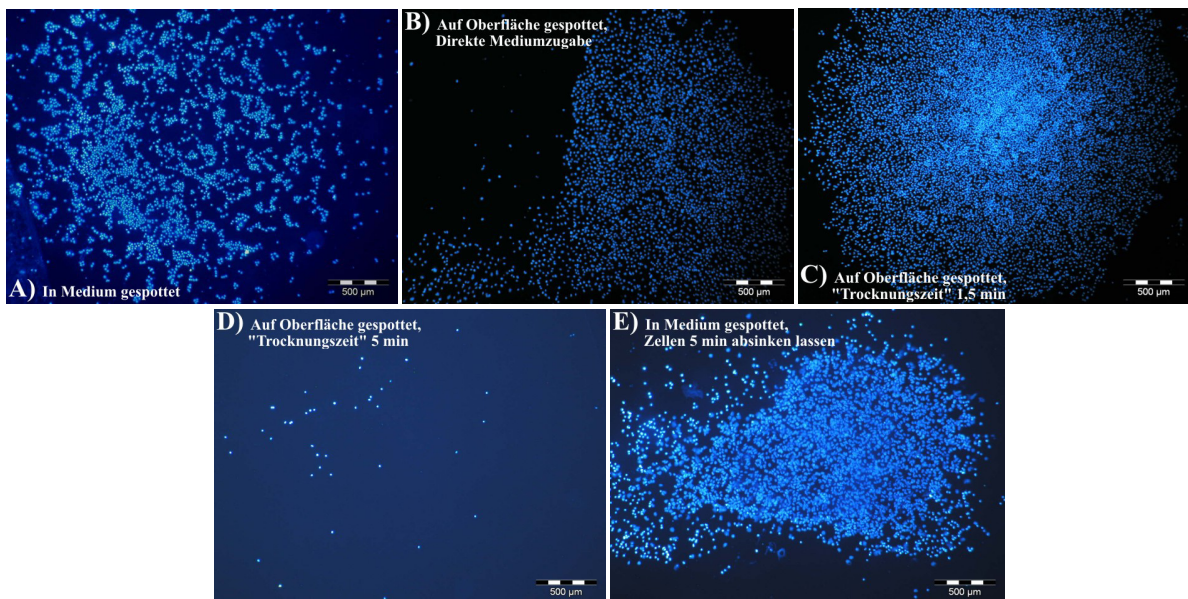 A) In Medium gespottet
500 µm
B) Auf Oberfläche gespottet,
Direkte Mediumzugabe
500 µm
C) Auf Oberfläche gespottet,
"Trocknungszeit" 1,5 min
500 µm
D) Auf Oberfläche gespottet,
"Trocknungszeit" 5 min
500 µm
E) In Medium gespottet,
Zellen 5 min absinken lassen
500 µm